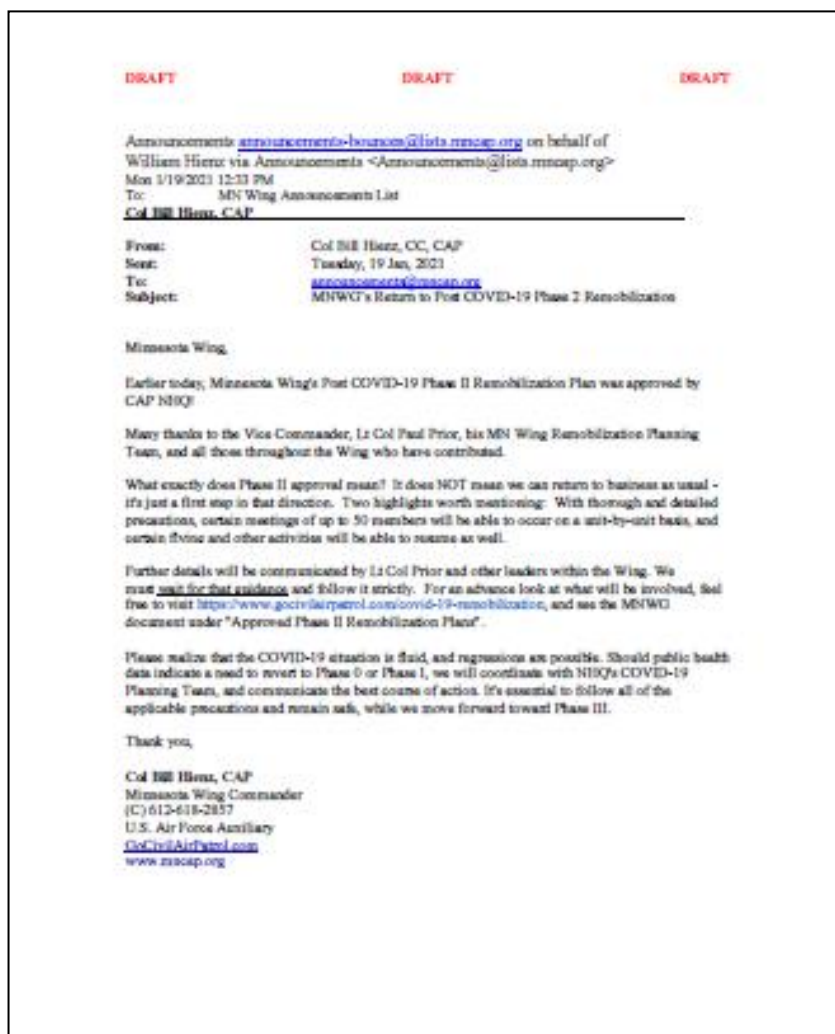 DRAFT DRAFT DRAFT
Announcements announcements-bounces@lists.mncap.org on behalf of
William Hienz via Announcements <Announcements@lists.mncap.org>
Mon 1/19/2021 12:33 PM
To: MN Wing Announcements List
Col Bill Hienz, CAP
From: Col Bill Hienz, CC, CAP
Sent: Tuesday, 19 Jan, 2021
To: announcements@mncap.org
Subject: MNWG's Return to Post COVID-19 Phase 2 Remobilization
Minnesota Wing,
Earlier today, Minnesota Wing's Post COVID-19 Phase II Remobilization Plan was approved by
CAP NHQ!
Many thanks to the Vice Commander, Lt Col Paul Prior, his MN Wing Remobilization Planning
Team, and all those throughout the Wing who have contributed.
What exactly does Phase II approval mean? It does NOT mean we can return to business as usual -
it's just a first step in that direction. Two highlights worth mentioning: With thorough and detailed
precautions, certain meetings of up to 50 members will be able to occur on a unit-by-unit basis, and
certain flying and other activities will be able to resume as well.
Further details will be communicated by Lt Col Prior and other leaders within the Wing. We
must wait for that guidance and follow it strictly. For an advance look at what will be involved, feel
free to visit https://www.gocivilairpatrol.com/covid-19-remobilization, and see the MNWG
document under "Approved Phase II Remobilization Plans".
Please realize that the COVID-19 situation is fluid, and regressions are possible. Should public health
data indicate a need to revert to Phase 0 or Phase I, we will coordinate with NHQ's COVID-19
Planning Team, and communicate the best course of action. It's essential to follow all of the
applicable precautions and remain safe, while we move forward toward Phase III.
Thank you,
Col Bill Hienz, CAP
Minnesota Wing Commander
(C) 612-618-2857
U.S. Air Force Auxiliary
GoCivilAirPatrol.com
www.mncap.org